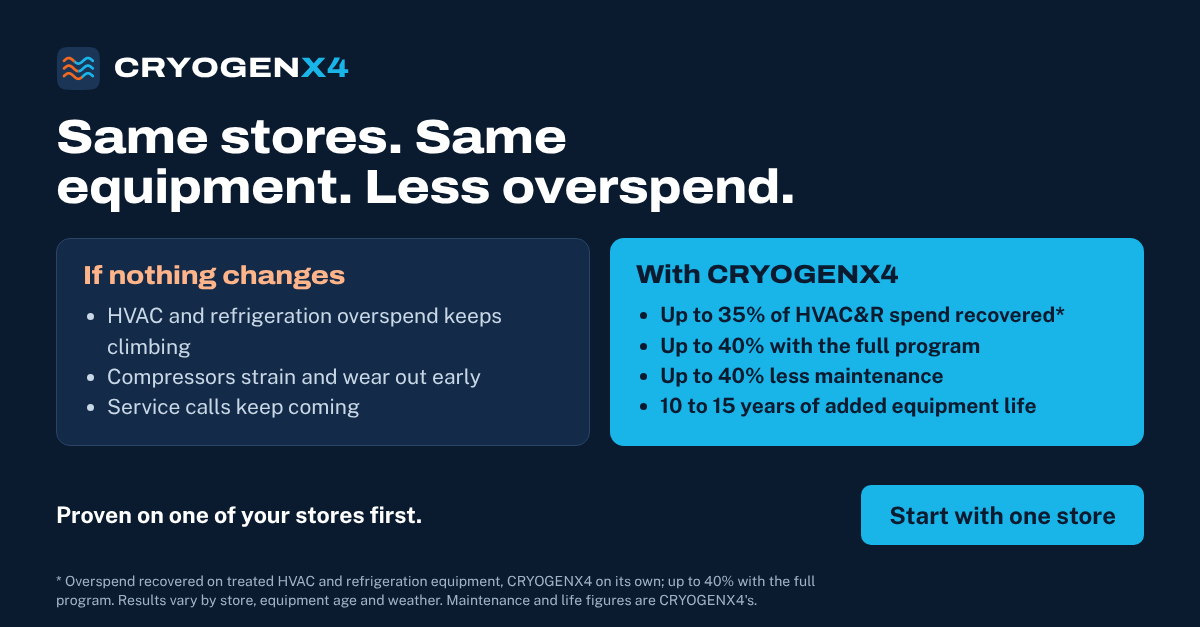 CRYOGENX4
Same stores. Same
equipment. Less overspend.
If nothing changes
• HVAC and refrigeration overspend keeps
climbing
• Compressors strain and wear out early
• Service calls keep coming
With CRYOGENX4
• Up to 35% of HVAC&R spend recovered*
• Up to 40% with the full program
• Up to 40% less maintenance
• 10 to 15 years of added equipment life
Proven on one of your stores first.
Start with one store
* Overspend recovered on treated HVAC and refrigeration equipment, CRYOGENX4 on its own; up to 40% with the full
program. Results vary by store, equipment age and weather. Maintenance and life figures are CRYOGENX4's.